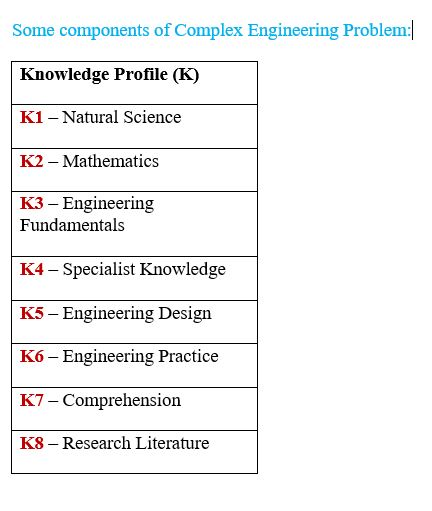 Some components of Complex Engineering Problem:
Knowledge Profile (K)
K1 – Natural Science
K2 – Mathematics
K3 – Engineering
Fundamentals
K4 – Specialist Knowledge
K5 – Engineering Design
K6 – Engineering Practice
K7 – Comprehension
K8 – Research Literature